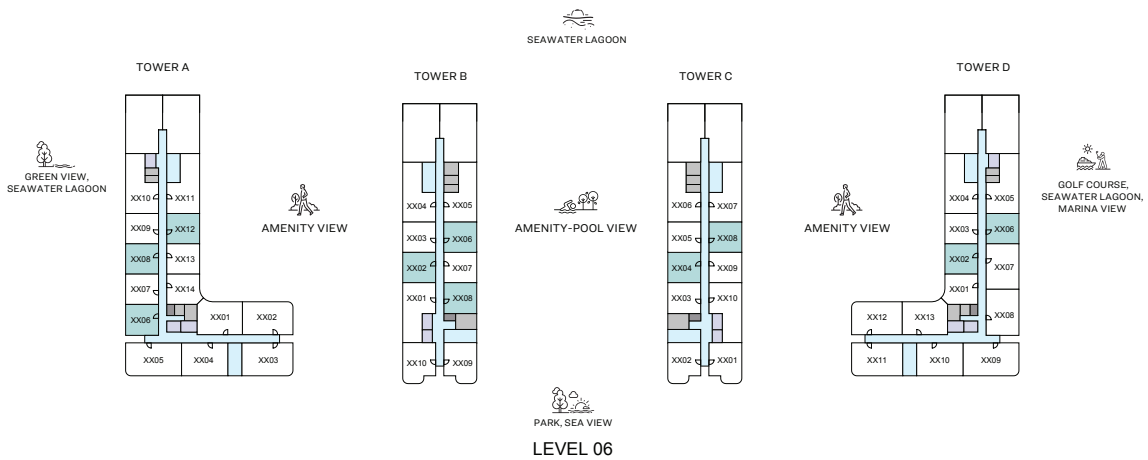 SEAWATER LAGOON
TOWER A
TOWER B
TOWER C
TOWER D
GREEN VIEW,
SEAWATER LAGOON
AMENITY VIEW
AMENITY-POOL VIEW
AMENITY VIEW
GOLF COURSE,
SEAWATER LAGOON,
MARINA VIEW
XX10 XX11
XX09 XX12
XX08 XX13
XX07 XX14
XX06 XX01 XX02
XX05 XX04 XX03
XX04 XX05
XX03 XX06
XX02 XX07
XX01 XX08
XX10 XX09
XX06 XX07
XX05 XX08
XX04 XX09
XX03 XX10
XX02 XX01
XX04 XX05
XX03 XX06
XX02 XX07
XX01
XX12 XX13 XX08
XX11 XX10 XX09
PARK, SEA VIEW
LEVEL 06